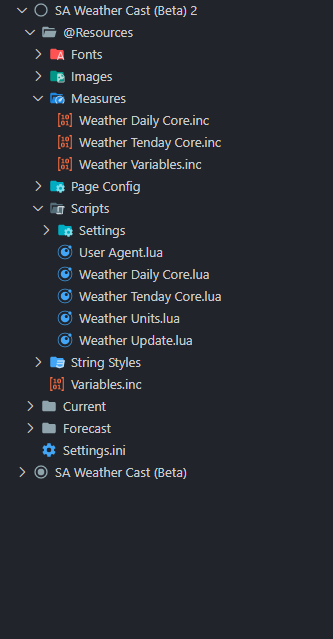 SA Weather Cast (Beta) 2
@Resources
Fonts
Images
Measures
Weather Daily Core.inc
Weather Tenday Core.inc
Weather Variables.inc
Page Config
Scripts
Settings
User Agent.lua
Weather Daily Core.lua
Weather Tenday Core.lua
Weather Units.lua
Weather Update.lua
String Styles
Variables.inc
Current
Forecast
Settings.ini
SA Weather Cast (Beta)